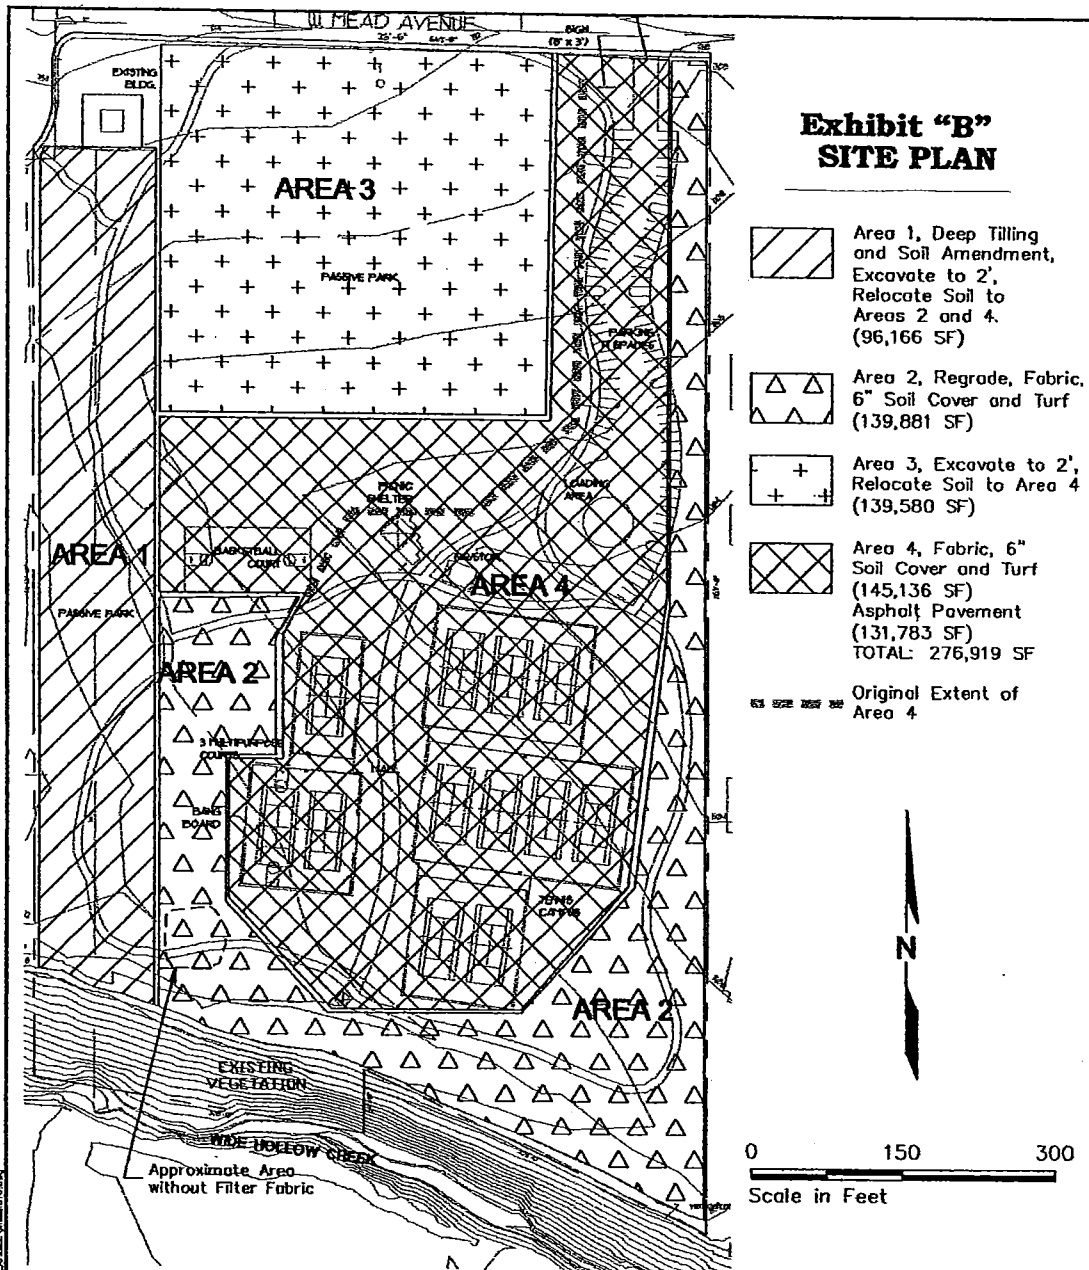 W MEAD AVENUE
SIGN
(8' x 3')
EXISTING
BLDG.
AREA 3
PASSIVE PARK
PARKING
PICNIC
SHELTER
LOADING
AREA
BASKETBALL
COURT
AREA 1
PASSIVE PARK
AREA 4
AREA 2
3 MULTIPURPOSE
COURTS
BANG
BOARD
TENNIS
CAMPUS
AREA 2
EXISTING
VEGETATION
WIDE HOLLOW CREEK
Approximate Area
without Filter Fabric
Exhibit "B"
SITE PLAN
Area 1, Deep Tilling
and Soil Amendment,
Excavate to 2',
Relocate Soil to
Areas 2 and 4.
(96,166 SF)
Area 2, Regrade, Fabric,
6" Soil Cover and Turf
(139,881 SF)
Area 3, Excavate to 2',
Relocate Soil to Area 4
(139,580 SF)
Area 4, Fabric, 6"
Soil Cover and Turf
(145,136 SF)
Asphalt Pavement
(131,783 SF)
TOTAL: 276,919 SF
Original Extent of
Area 4
N
0 150 300
Scale in Feet